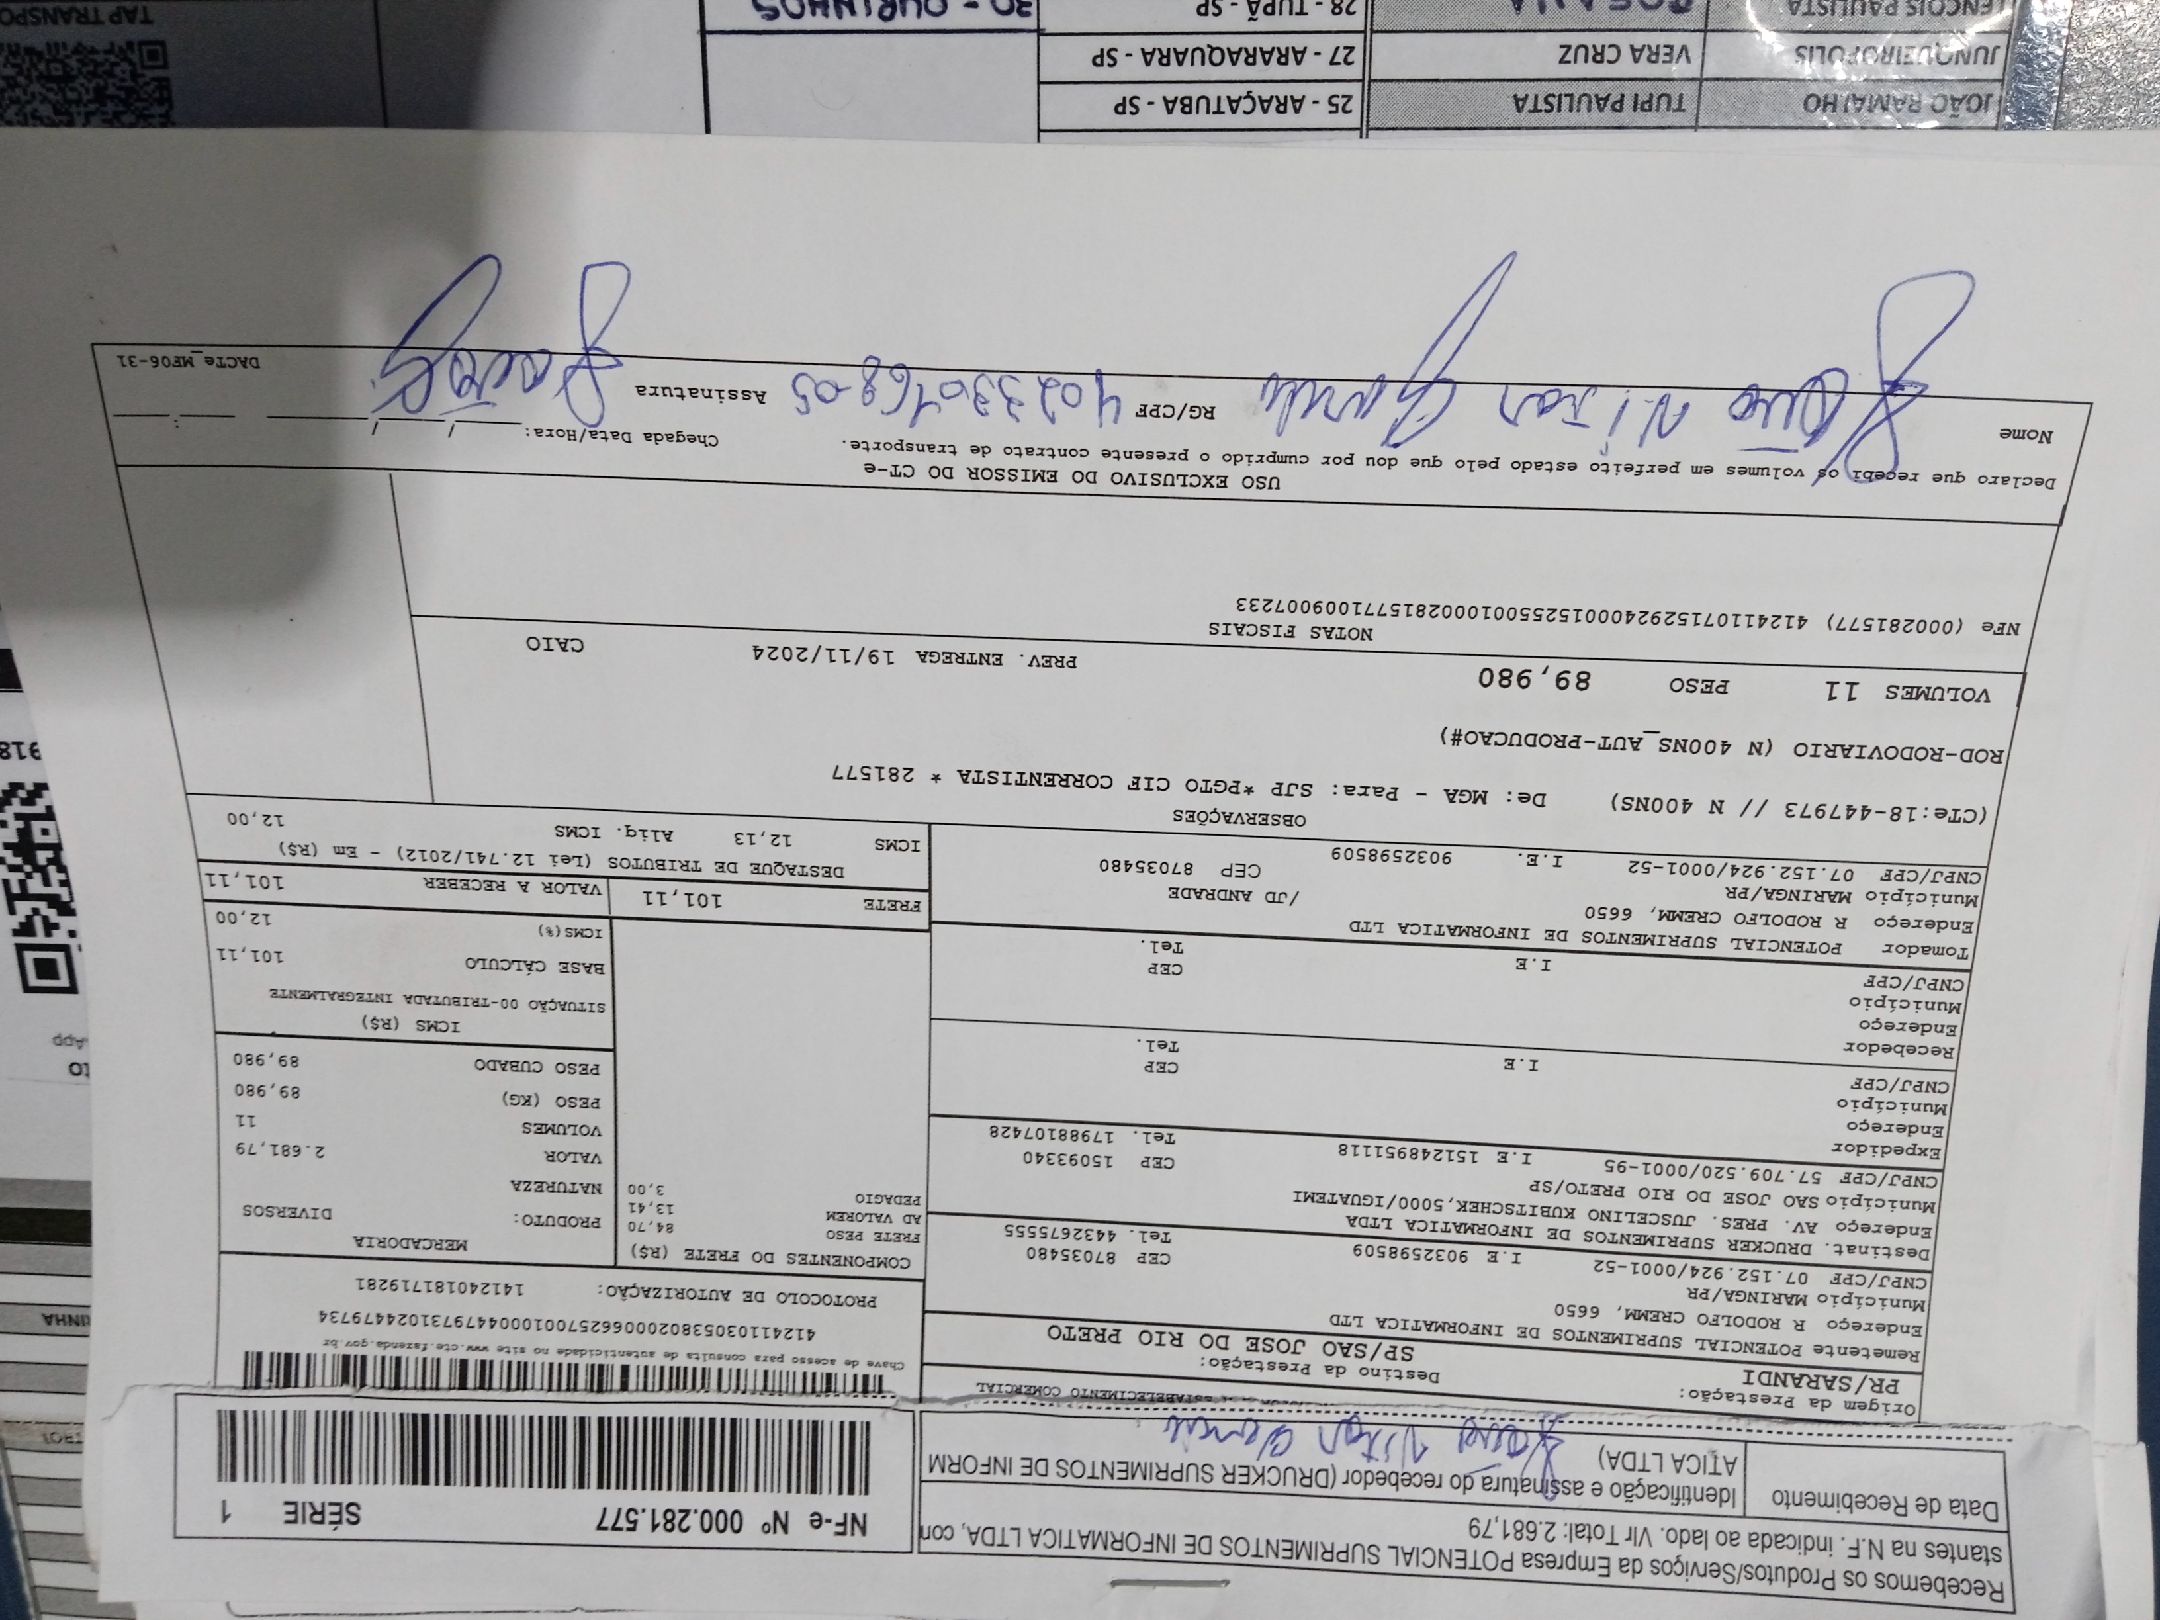 Recebemos os Produtos/Serviços da Empresa POTENCIAL SUPRIMENTOS DE INFORMATICA LTDA, con
stantes na N.F. indicada ao lado. Vlr Total: 2.681,79
Data de Recebimento
Identificação e assinatura do recebedor (DRUCKER SUPRIMENTOS DE INFORM
ATICA LTDA)
NF-e Nº 000.281.577 SÉRIE 1
ESTABELECIMENTO COMERCIAL
Origem da Prestação:
PR/SARANDI
Destino da Prestação:
SP/SAO JOSE DO RIO PRETO
Remetente POTENCIAL SUPRIMENTOS DE INFORMATICA LTD
Endereço R RODOLFO CREMM, 6650
Município MARINGA/PR CEP 87035480
CNPJ/CPF 07.152.924/0001-52 I.E 9032598509 Tel. 4432675555
Destinat. DRUCKER SUPRIMENTOS DE INFORMATICA LTDA
Endereço AV. PRES. JUSCELINO KUBITSCHEK,5000/IGUATEMI
Município SAO JOSE DO RIO PRETO/SP CEP 15093340
CNPJ/CPF 57.709.520/0001-95 I.E 151248951118 Tel. 17988107428
Expedidor
Endereço
Município CEP
CNPJ/CPF I.E Tel.
Recebedor
Endereço
Município CEP
CNPJ/CPF I.E Tel.
Tomador POTENCIAL SUPRIMENTOS DE INFORMATICA LTD
Endereço R RODOLFO CREMM, 6650 /JD ANDRADE
Município MARINGA/PR CEP 87035480
CNPJ/CPF 07.152.924/0001-52 I.E. 9032598509
Chave de acesso para consulta de autenticidade no site www.cte.fazenda.gov.br
PROTOCOLO DE AUTORIZAÇÃO: 141240181719281
COMPONENTES DO FRETE (R$)
FRETE PESO 84,70
AD VALOREM 13,41
PEDAGIO 3,00
MERCADORIA
PRODUTO: DIVERSOS
NATUREZA
VALOR 2.681,79
VOLUMES 11
PESO (KG) 89,980
PESO CUBADO 89,980
ICMS (R$)
SITUAÇÃO 00-TRIBUTADA INTEGRALMENTE
BASE CÁLCULO 101,11
ICMS(%) 12,00
FRETE 101,11 VALOR A RECEBER 101,11
DESTAQUE DE TRIBUTOS (Lei 12.741/2012) - Em (R$)
ICMS 12,13 Aliq. ICMS 12,00
OBSERVAÇÕES
(CTe:18-447973 // N 400NS) De: MGA - Para: SJP *PGTO CIF CORRENTISTA * 281577
ROD-RODOVIARIO (N 400NS_AUT-PRODUCAO#)
VOLUMES 11 PESO 89,980 PREV. ENTREGA 19/11/2024 CAIO
NOTAS FISCAIS
NFe (000281577) 41241107152924000152550010002815771009007233
USO EXCLUSIVO DO EMISSOR DO CT-e
Declaro que recebi os volumes em perfeito estado pelo que dou por cumprido o presente contrato de transporte.
Chegada Data/Hora: / / :
Nome RG/CPF Assinatura
DACTe_MF06-31
JOÃO RAMALHO TUPI PAULISTA 25 - ARAÇATUBA - SP
JUNQUEIROPOLIS VERA CRUZ 27 - ARARAQUARA - SP
28 - TUPÃ - SP
30 - OURINHOS
TAP TRANSPO